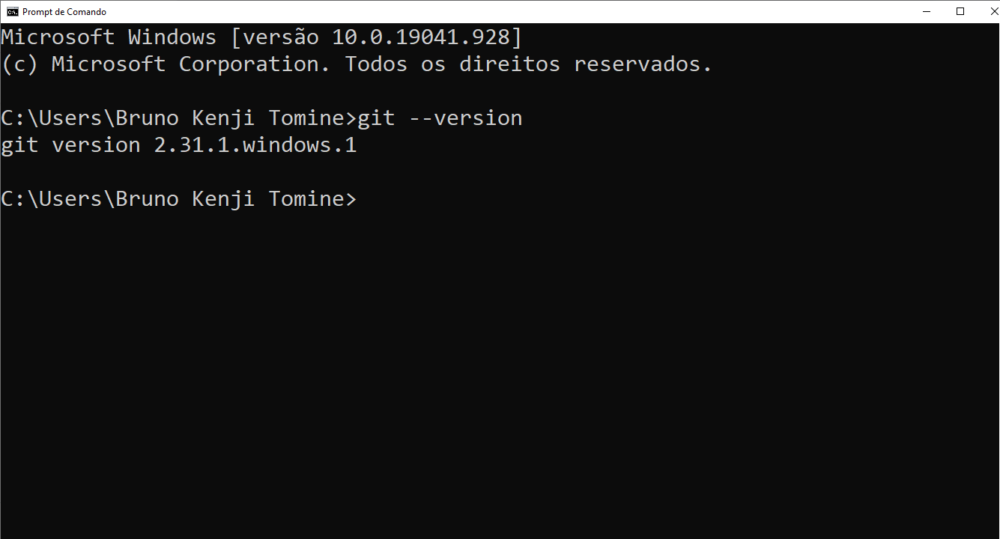 Prompt de Comando
Microsoft Windows [versão 10.0.19041.928]
(c) Microsoft Corporation. Todos os direitos reservados.
C:\Users\Bruno Kenji Tomine>git --version
git version 2.31.1.windows.1
C:\Users\Bruno Kenji Tomine>